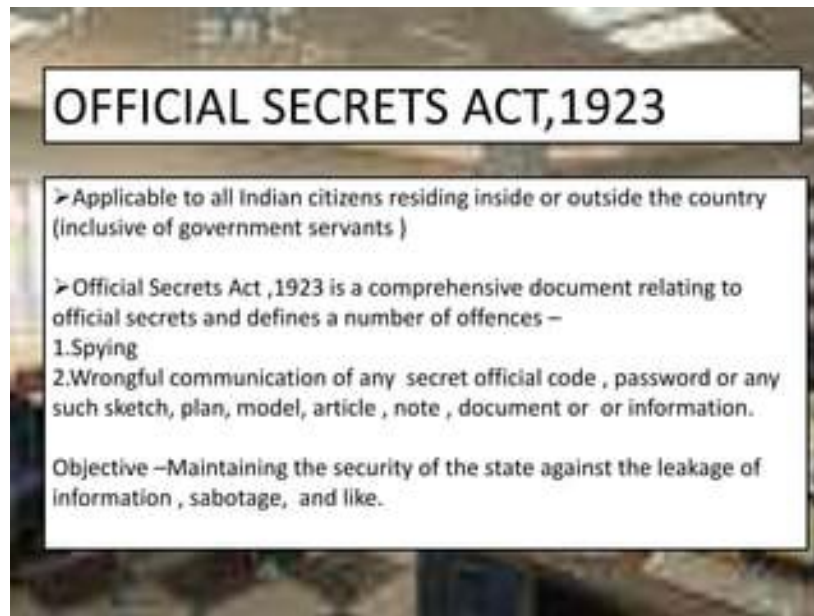 OFFICIAL SECRETS ACT,1923
➢Applicable to all Indian citizens residing inside or outside the country
(inclusive of government servants )
➢Official Secrets Act ,1923 is a comprehensive document relating to
official secrets and defines a number of offences –
1.Spying
2.Wrongful communication of any  secret official code , password or any
such sketch, plan, model, article , note , document or  or information.
Objective –Maintaining the security of the state against the leakage of
information , sabotage,  and like.